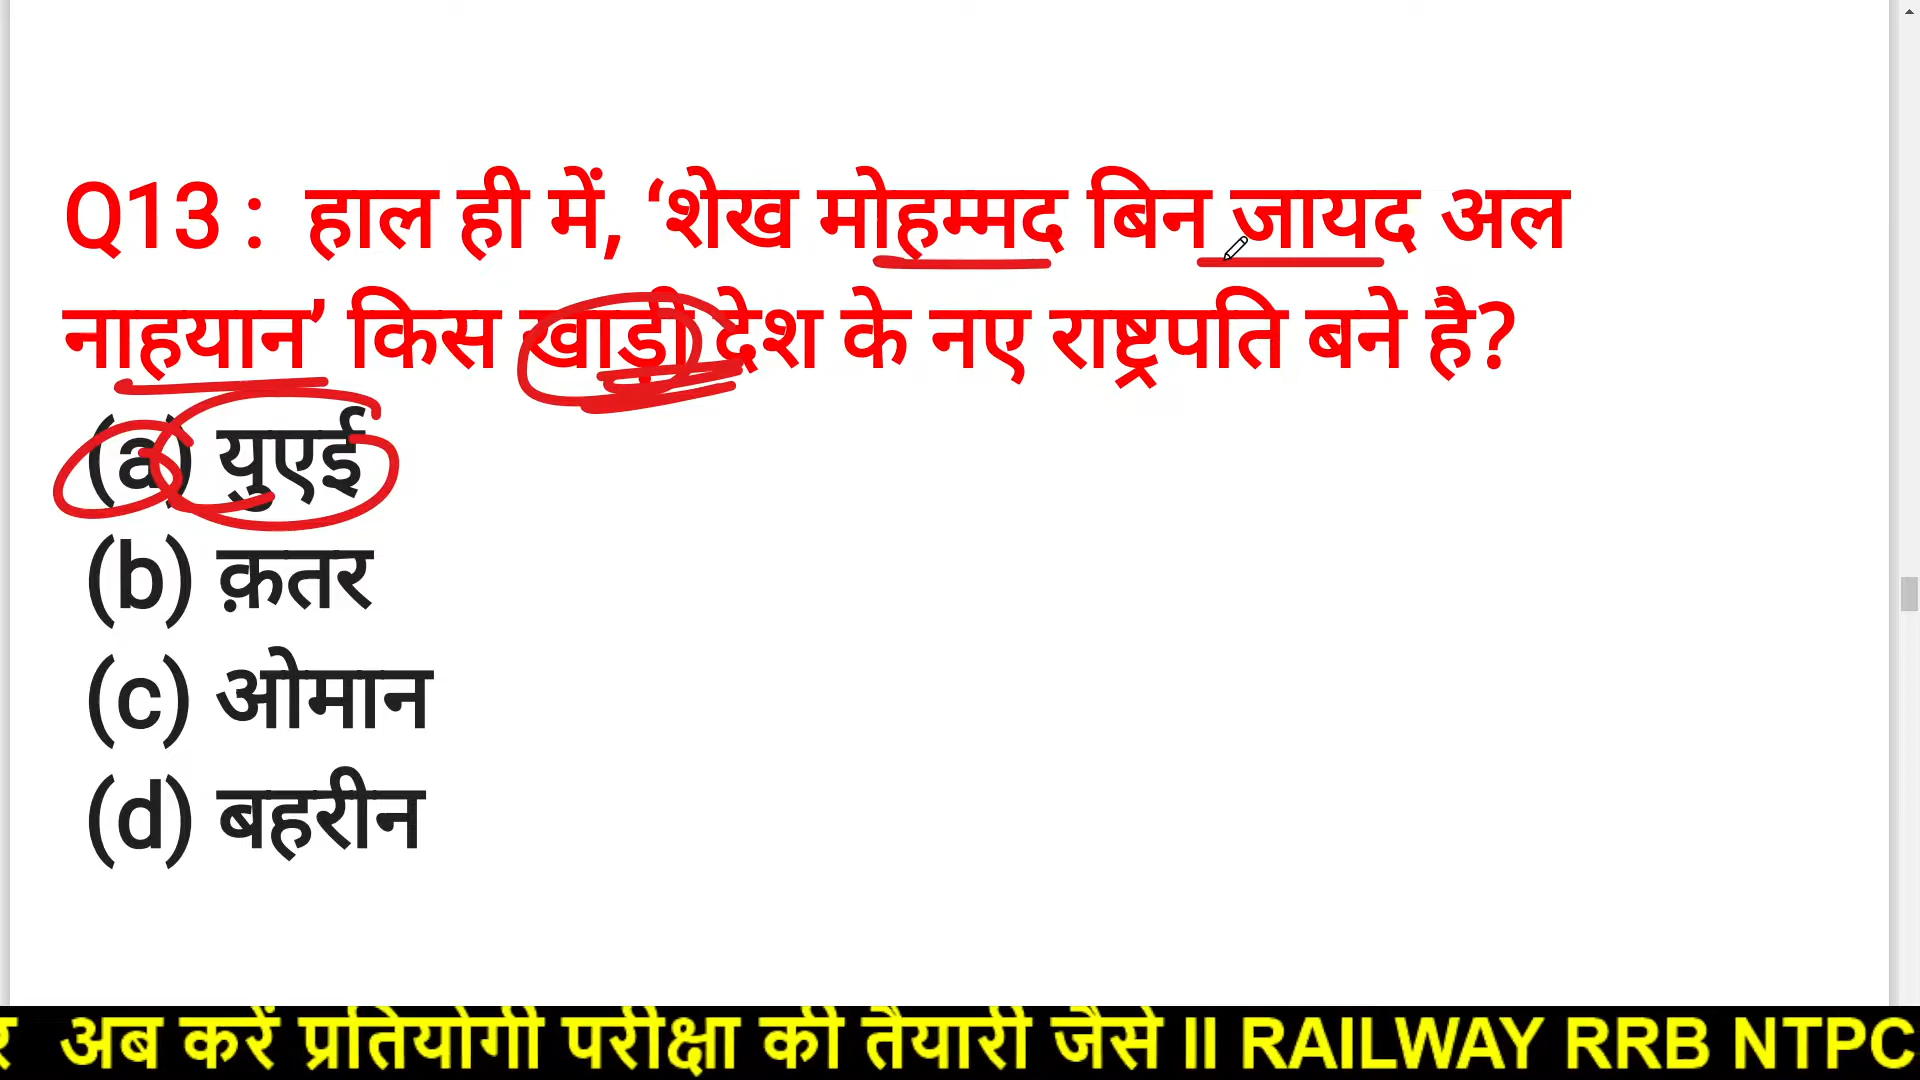 Q13 : हाल ही में, ‘शेख मोहम्मद बिन जायद अल
नाहयान’ किस खाड़ी देश के नए राष्ट्रपति बने है?
(a) युएई
(b) क़तर
(c) ओमान
(d) बहरीन
अब करें प्रतियोगी परीक्षा की तैयारी जैसे II RAILWAY RRB NTPC